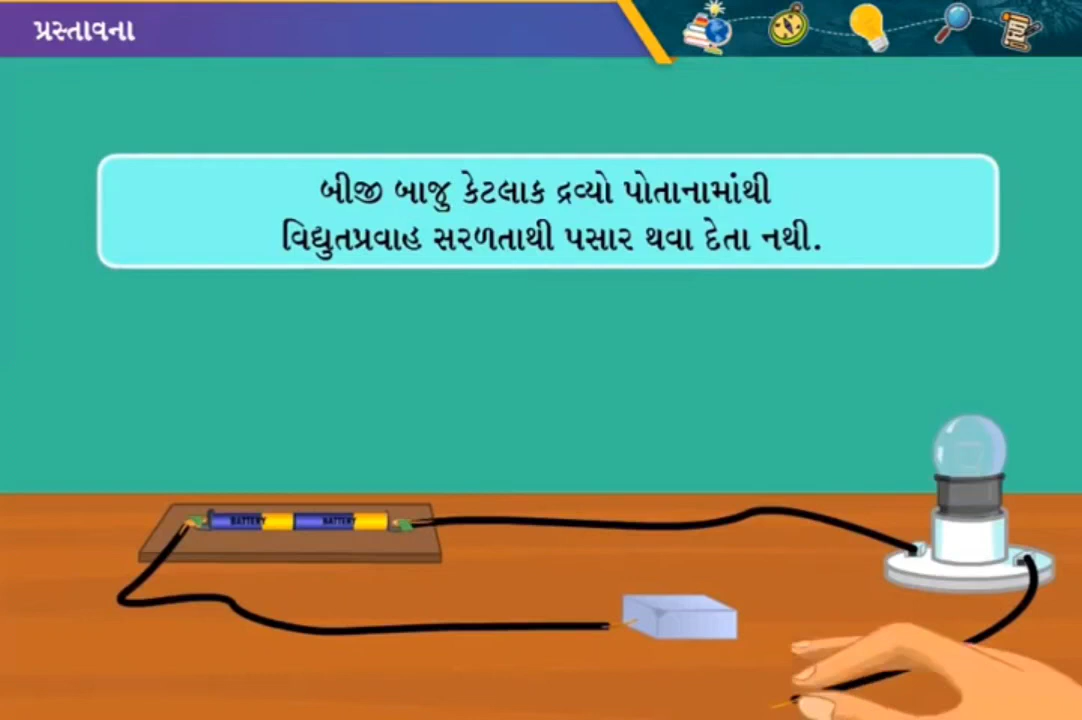 પ્રસ્તાવના
બીજી બાજુ કેટલાક દ્રવ્યો પોતાનામાંથી
વિદ્યુતપ્રવાહ સરળતાથી પસાર થવા દેતા નથી.
BATTERY BATTERY